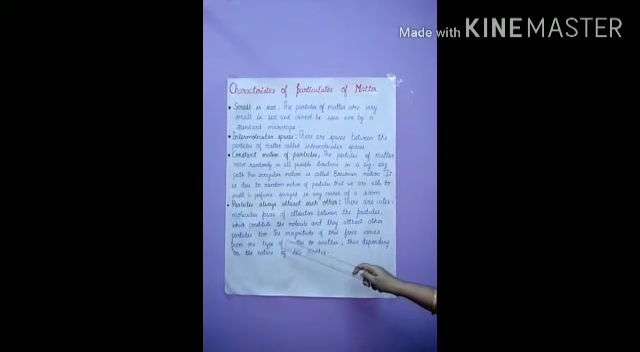 Made with KINEMASTER
Characteristics of particulates of Matter
• Small in size: The particles of matter are very
small in size and cannot be seen even by a
standard microscope
• Intermolecular spaces: There are spaces between the
particles of matter called intermolecular spaces
• Constant motion of particles: The particles of matter
move randomly in all possible directions in a zig-zag
path this irregular motion is called Brownian motion. It
is due to random motion of particles that we are able to
smell a perfume sprayed in any corner of a room
• Particles always attract each other: There are inter-
molecular forces of attraction between the particles,
which constitute the molecule and they attract other
particles too. The magnitude of this force varies
from one type of matter to another, thus depending
on the nature of the